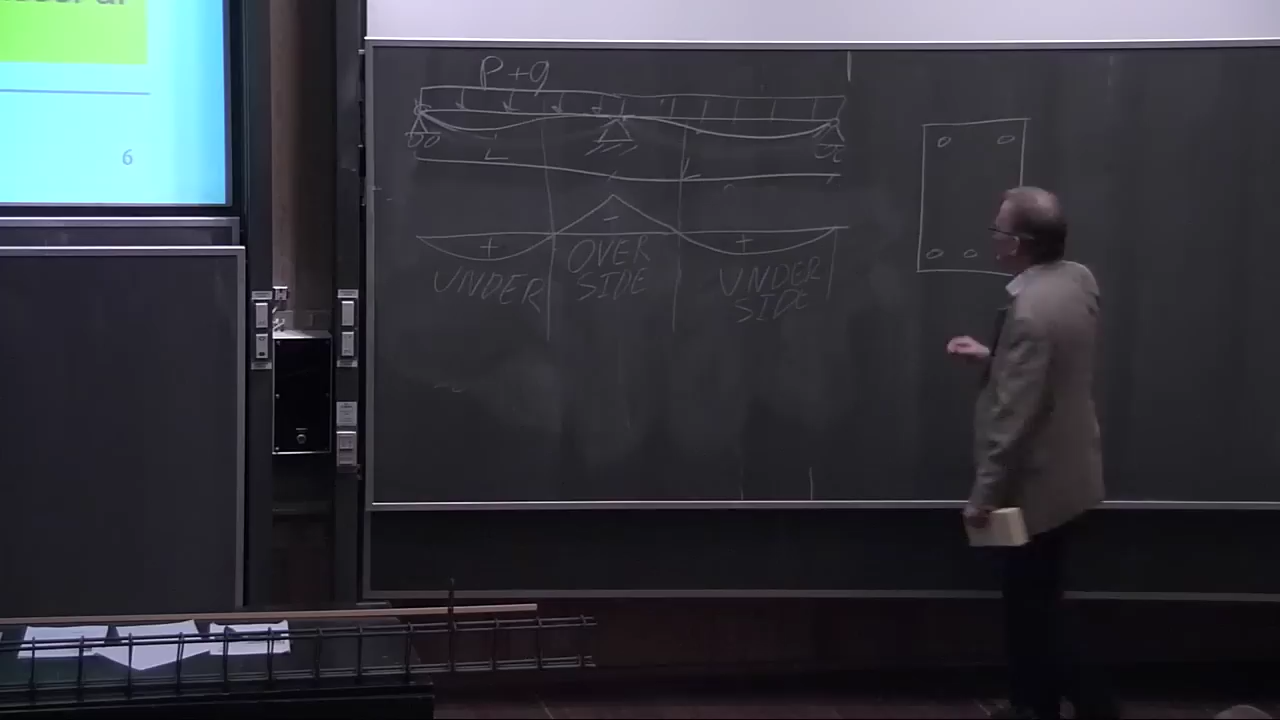 6
P+q
L
L
+
-
+
UNDER
OVER
SIDE
UNDER
SIDE